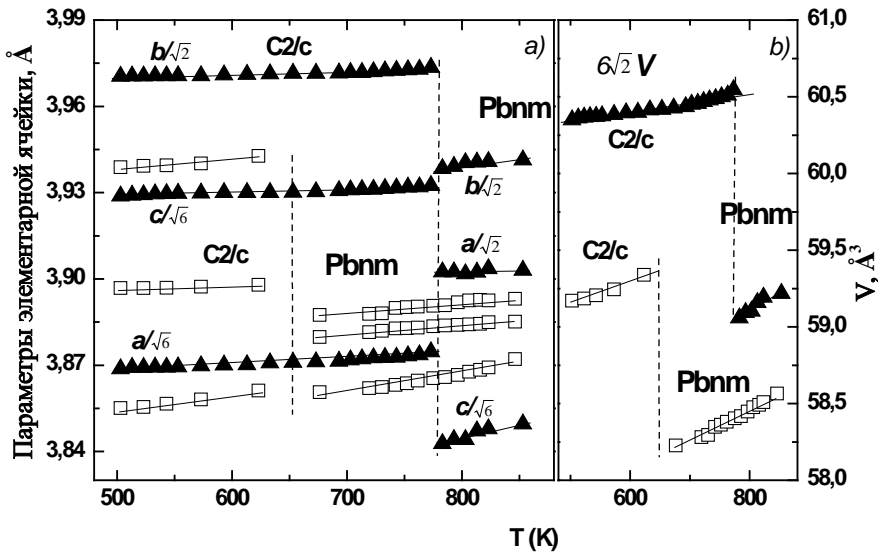 Параметры элементарной ячейки, Å
3,99
3,96
3,93
3,90
3,87
3,84
b/√2
C2/c
a)
Pbnm
c/√6
b/√2
C2/c
Pbnm
a/√2
a/√6
c/√6
500
600
700
800
b)
6√2 V
C2/c
Pbnm
C2/c
Pbnm
600
800
61,0
60,5
60,0
59,5
59,0
58,5
58,0
V, Å³
T (K)